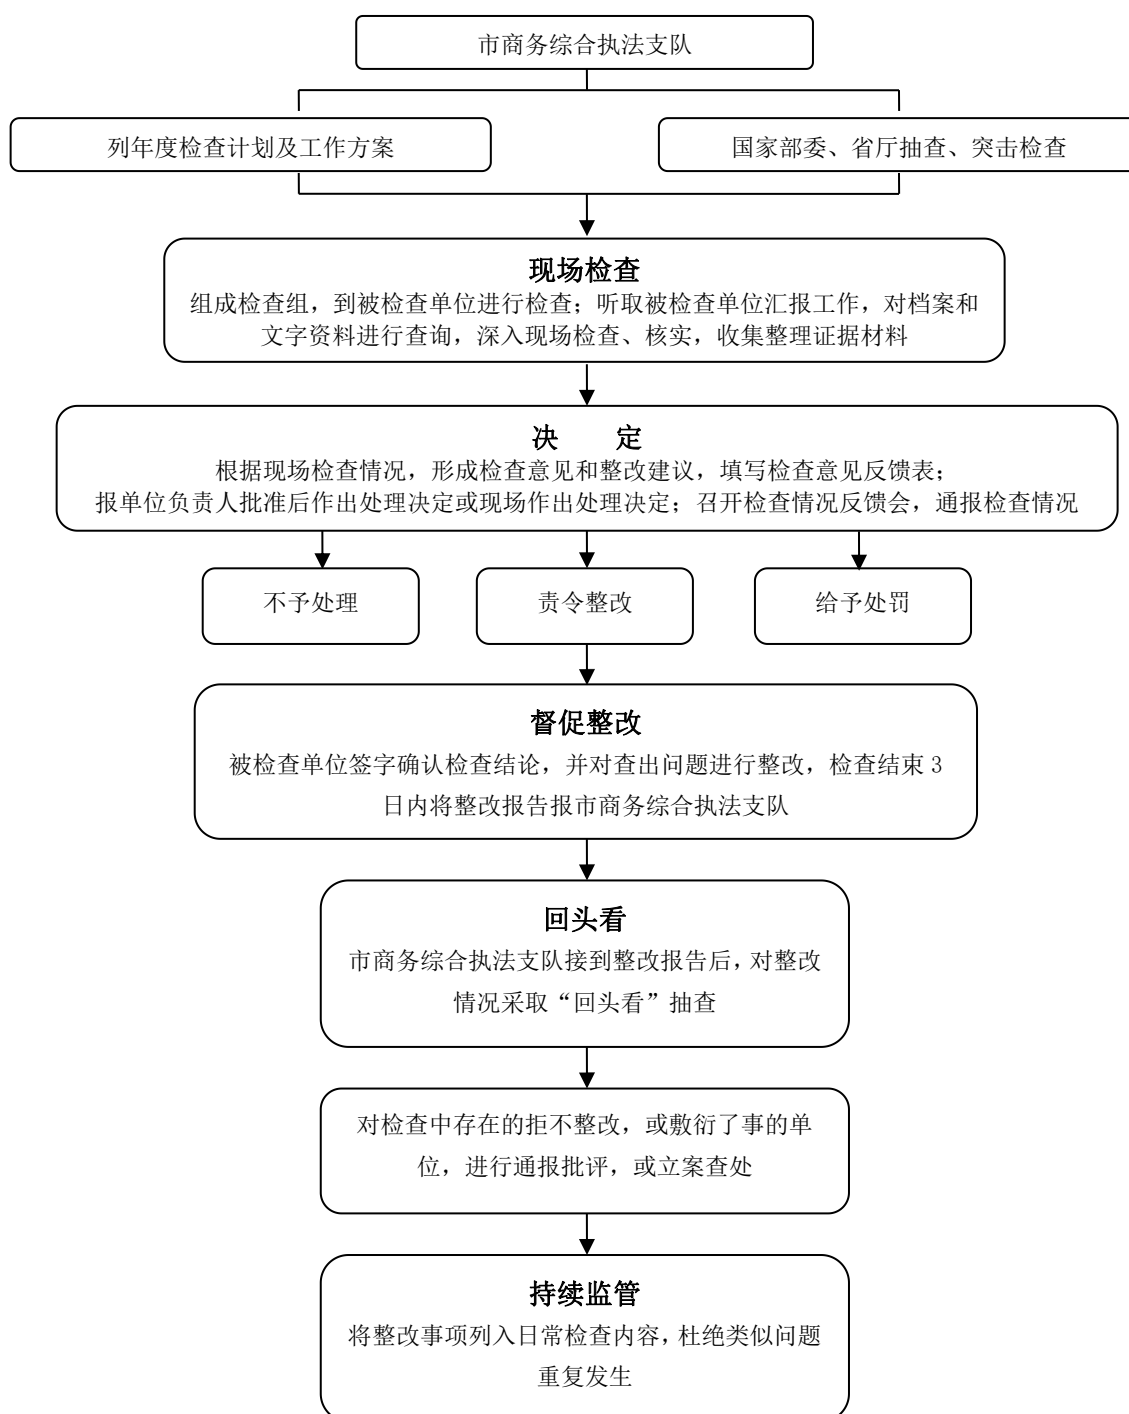 市商务综合执法支队
列年度检查计划及工作方案
国家部委、省厅抽查、突击检查
现场检查
组成检查组，到被检查单位进行检查；听取被检查单位汇报工作，对档案和
文字资料进行查询，深入现场检查、核实，收集整理证据材料
决 定
根据现场检查情况，形成检查意见和整改建议，填写检查意见反馈表；
报单位负责人批准后作出处理决定或现场作出处理决定；召开检查情况反馈会，通报检查情况
不予处理
责令整改
给予处罚
督促整改
被检查单位签字确认检查结论，并对查出问题进行整改，检查结束 3
日内将整改报告报市商务综合执法支队
回头看
市商务综合执法支队接到整改报告后，对整改
情况采取“回头看”抽查
对检查中存在的拒不整改，或敷衍了事的单
位，进行通报批评，或立案查处
持续监管
将整改事项列入日常检查内容，杜绝类似问题
重复发生